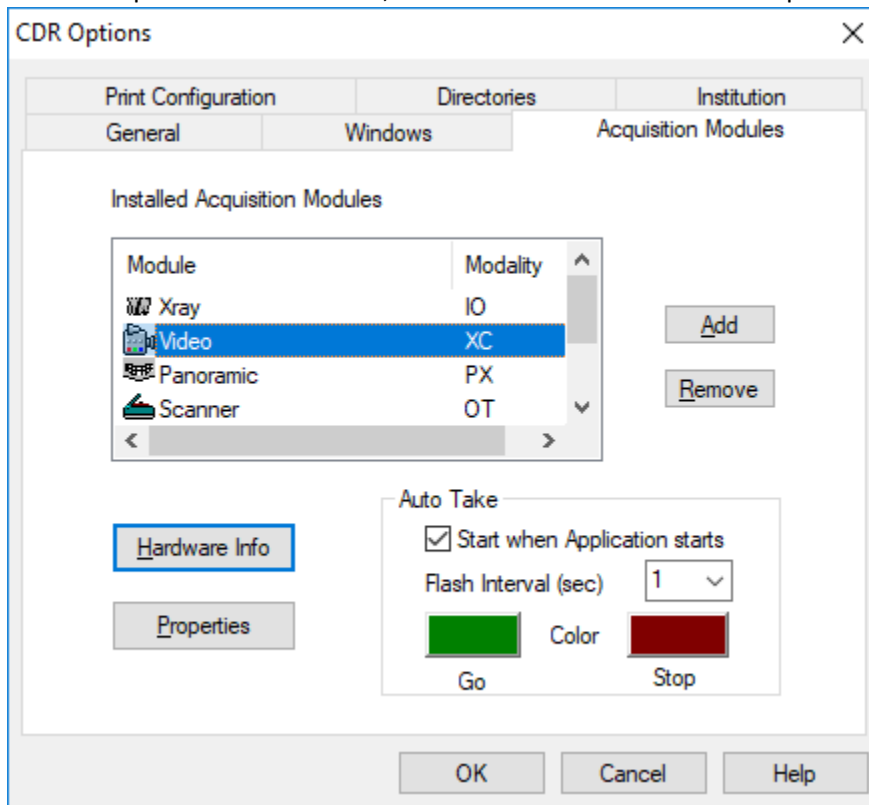 CDR Options
Print Configuration Directories Institution
General Windows Acquisition Modules
Installed Acquisition Modules
Module Modality
Xray IO
Video XC
Panoramic PX
Scanner OT
Add
Remove
Hardware Info
Properties
Auto Take
Start when Application starts
Flash Interval (sec) 1
Color
Go Stop
OK Cancel Help